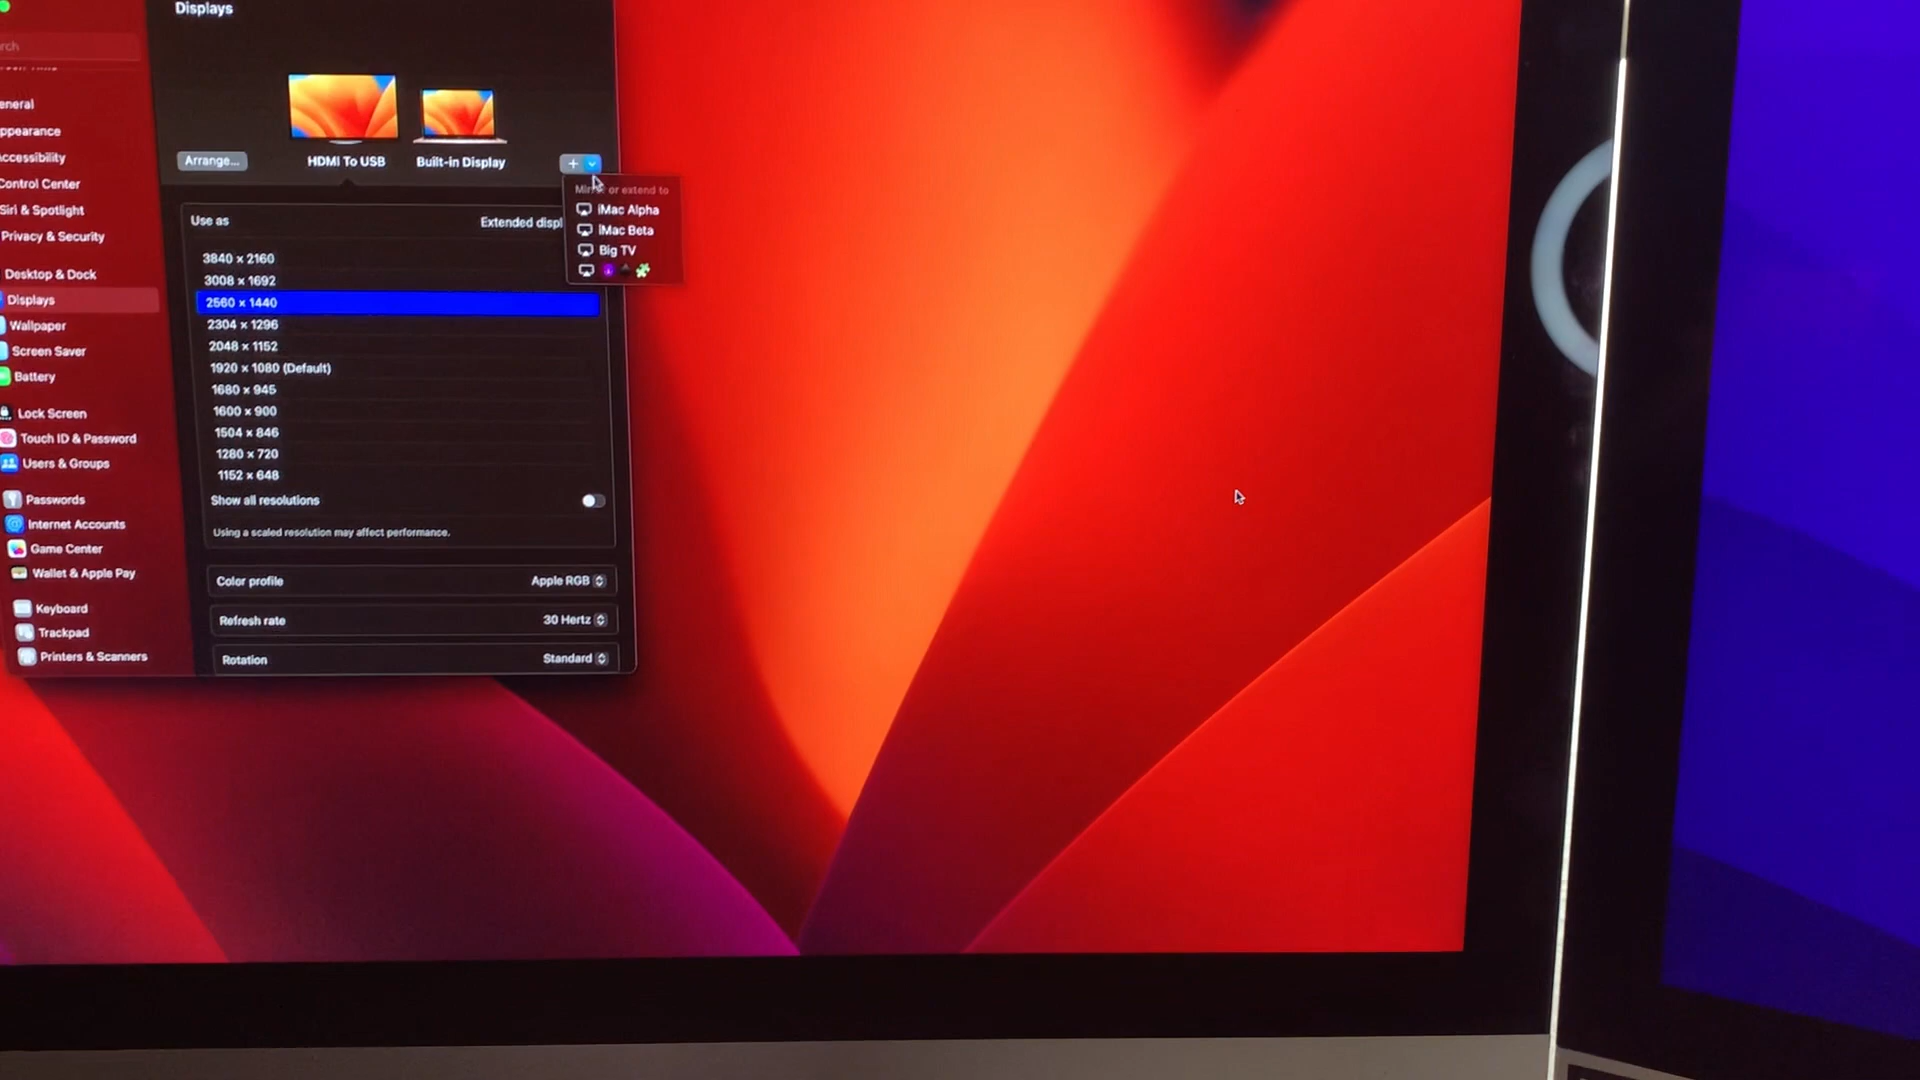 Displays
rch
eneral
ppearance
ccessibility
Control Center
Siri & Spotlight
Privacy & Security
Desktop & Dock
Displays
Wallpaper
Screen Saver
Battery
Lock Screen
Touch ID & Password
Users & Groups
Passwords
Internet Accounts
Game Center
Wallet & Apple Pay
Keyboard
Trackpad
Printers & Scanners
Arrange...
HDMI To USB
Built-in Display
+
or extend to
iMac Alpha
iMac Beta
Big TV
Use as
Extended displ
3840 × 2160
3008 × 1692
2560 × 1440
2304 × 1296
2048 × 1152
1920 × 1080 (Default)
1680 × 945
1600 × 900
1504 × 846
1280 × 720
1152 × 648
Show all resolutions
Using a scaled resolution may affect performance.
Color profile
Apple RGB
Refresh rate
30 Hertz
Rotation
Standard